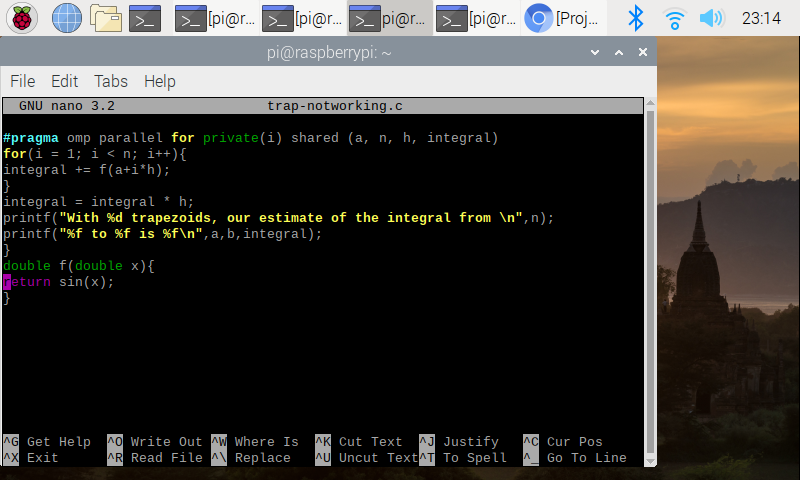 [pi@r... [pi@r... pi@r... [pi@r... [Proj... 23:14
pi@raspberrypi: ~
File Edit Tabs Help
GNU nano 3.2 trap-notworking.c
#pragma omp parallel for private(i) shared (a, n, h, integral)
for(i = 1; i < n; i++){
integral += f(a+i*h);
}
integral = integral * h;
printf("With %d trapezoids, our estimate of the integral from \n",n);
printf("%f to %f is %f\n",a,b,integral);
}
double f(double x){
return sin(x);
}
^G Get Help ^O Write Out ^W Where Is ^K Cut Text ^J Justify ^C Cur Pos
^X Exit ^R Read File ^\ Replace ^U Uncut Text ^T To Spell ^_ Go To Line